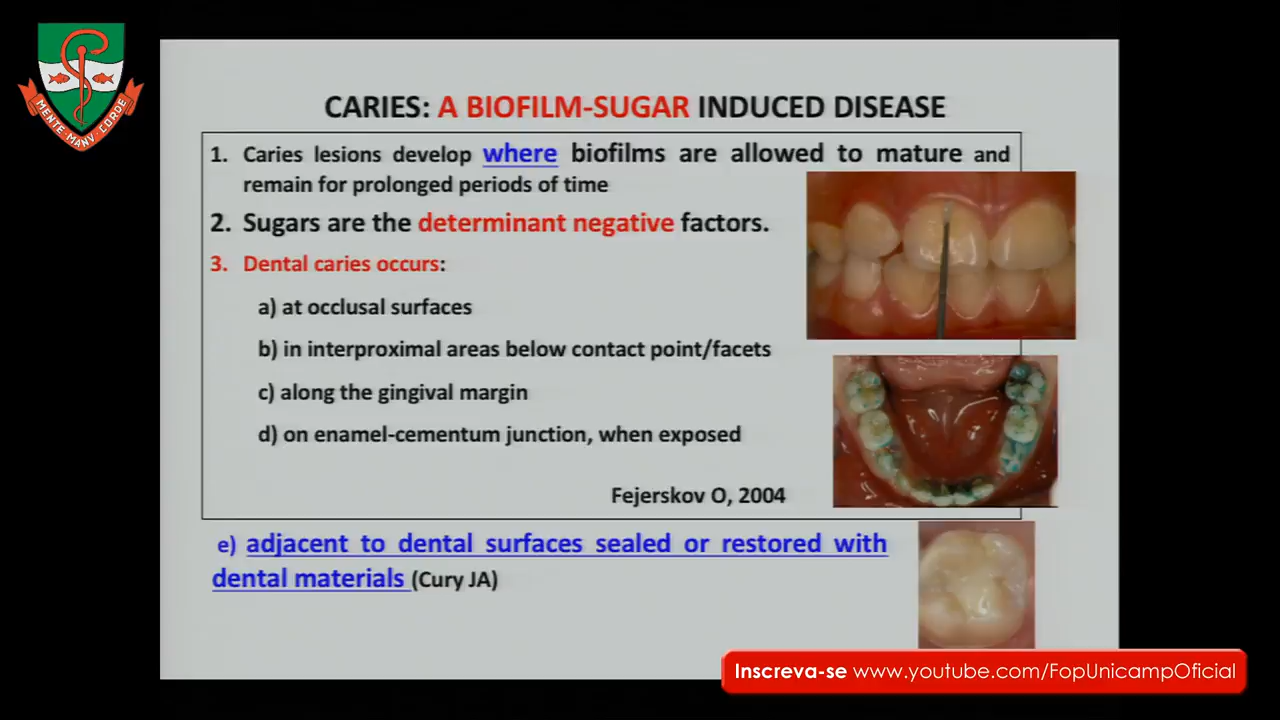 MENTE·MANV·CORDE
CARIES: A BIOFILM-SUGAR INDUCED DISEASE
1. Caries lesions develop where biofilms are allowed to mature and
remain for prolonged periods of time
2. Sugars are the determinant negative factors.
3. Dental caries occurs:
a) at occlusal surfaces
b) in interproximal areas below contact point/facets
c) along the gingival margin
d) on enamel-cementum junction, when exposed
Fejerskov O, 2004
e) adjacent to dental surfaces sealed or restored with
dental materials (Cury JA)
Inscreva-se www.youtube.com/FopUnicampOficial